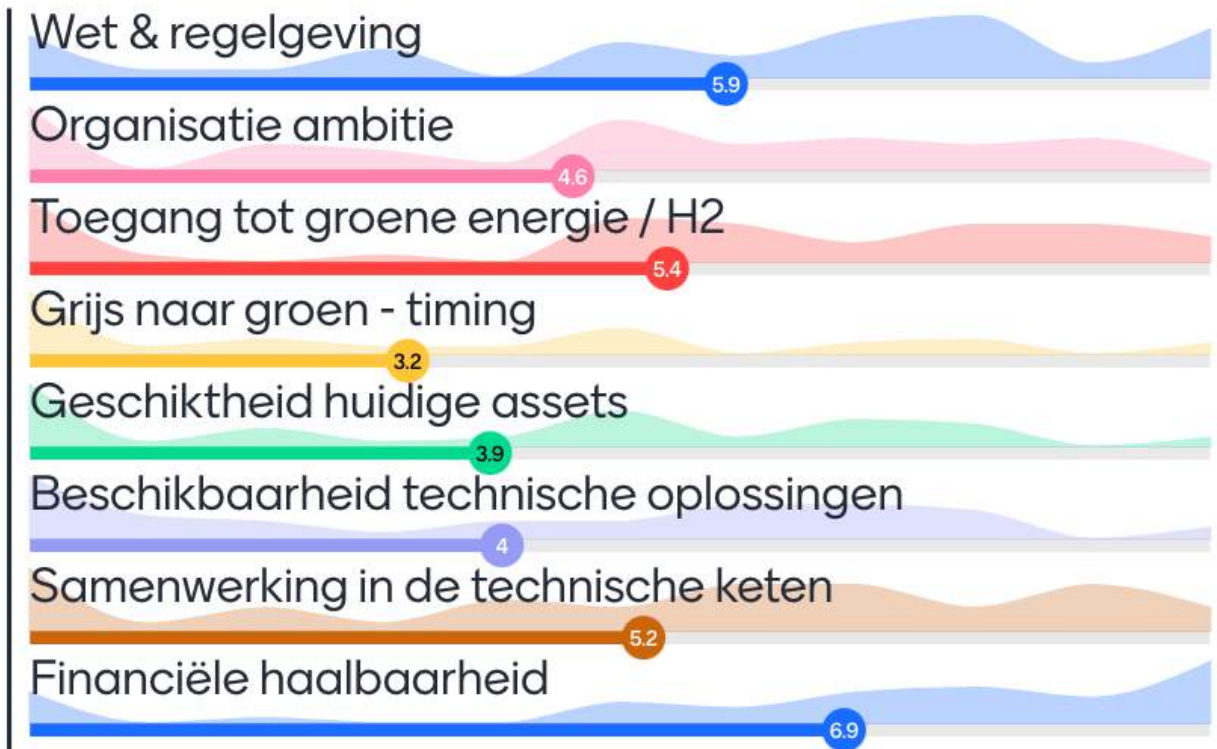 Wet & regelgeving
5.9
Organisatie ambitie
4.6
Toegang tot groene energie / H2
5.4
Grijs naar groen - timing
3.2
Geschiktheid huidige assets
3.9
Beschikbaarheid technische oplossingen
4
Samenwerking in de technische keten
5.2
Financiële haalbaarheid
6.9